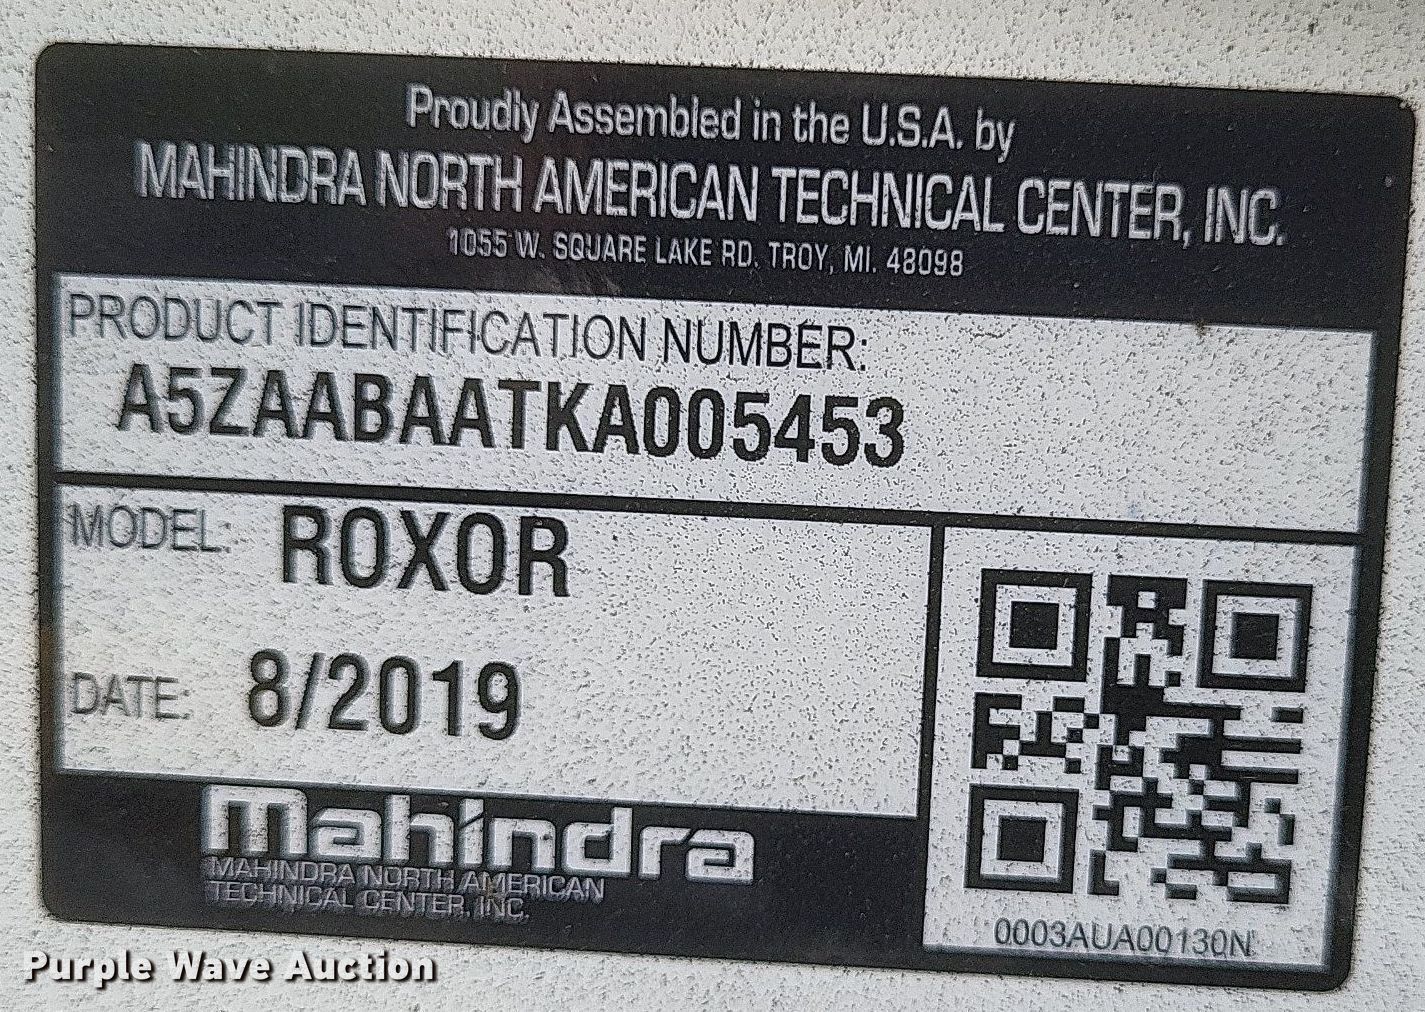 Proudly Assembled in the U.S.A. by
MAHINDRA NORTH AMERICAN TECHNICAL CENTER, INC.
1055 W. SQUARE LAKE RD. TROY, MI. 48098
PRODUCT IDENTIFICATION NUMBER:
A5ZAABAATKA005453
MODEL: ROXOR
DATE: 8/2019
mahindra
MAHINDRA NORTH AMERICAN
TECHNICAL CENTER, INC.
0003AUA00130N
Purple Wave Auction